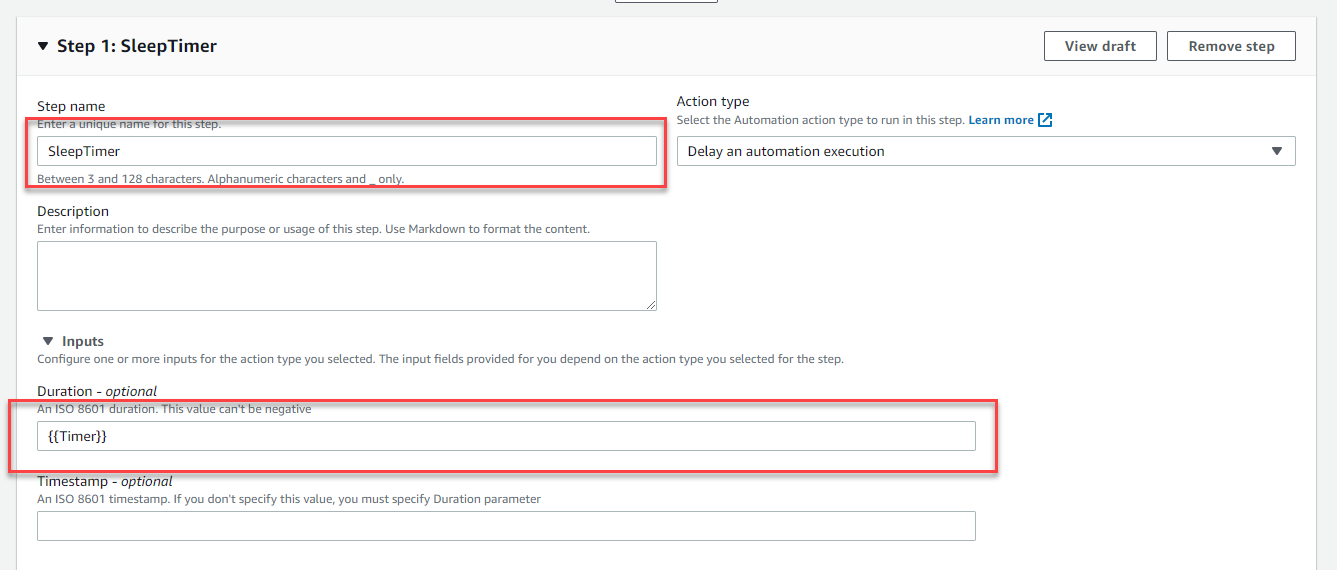 Step 1: SleepTimer
View draft
Remove step
Step name
Enter a unique name for this step.
SleepTimer
Between 3 and 128 characters. Alphanumeric characters and _ only.
Action type
Select the Automation action type to run in this step. Learn more
Delay an automation execution
Description
Enter information to describe the purpose or usage of this step. Use Markdown to format the content.
Inputs
Configure one or more inputs for the action type you selected. The input fields provided for you depend on the action type you selected for the step.
Duration - optional
An ISO 8601 duration. This value can't be negative
{{Timer}}
Timestamp - optional
An ISO 8601 timestamp. If you don't specify this value, you must specify Duration parameter